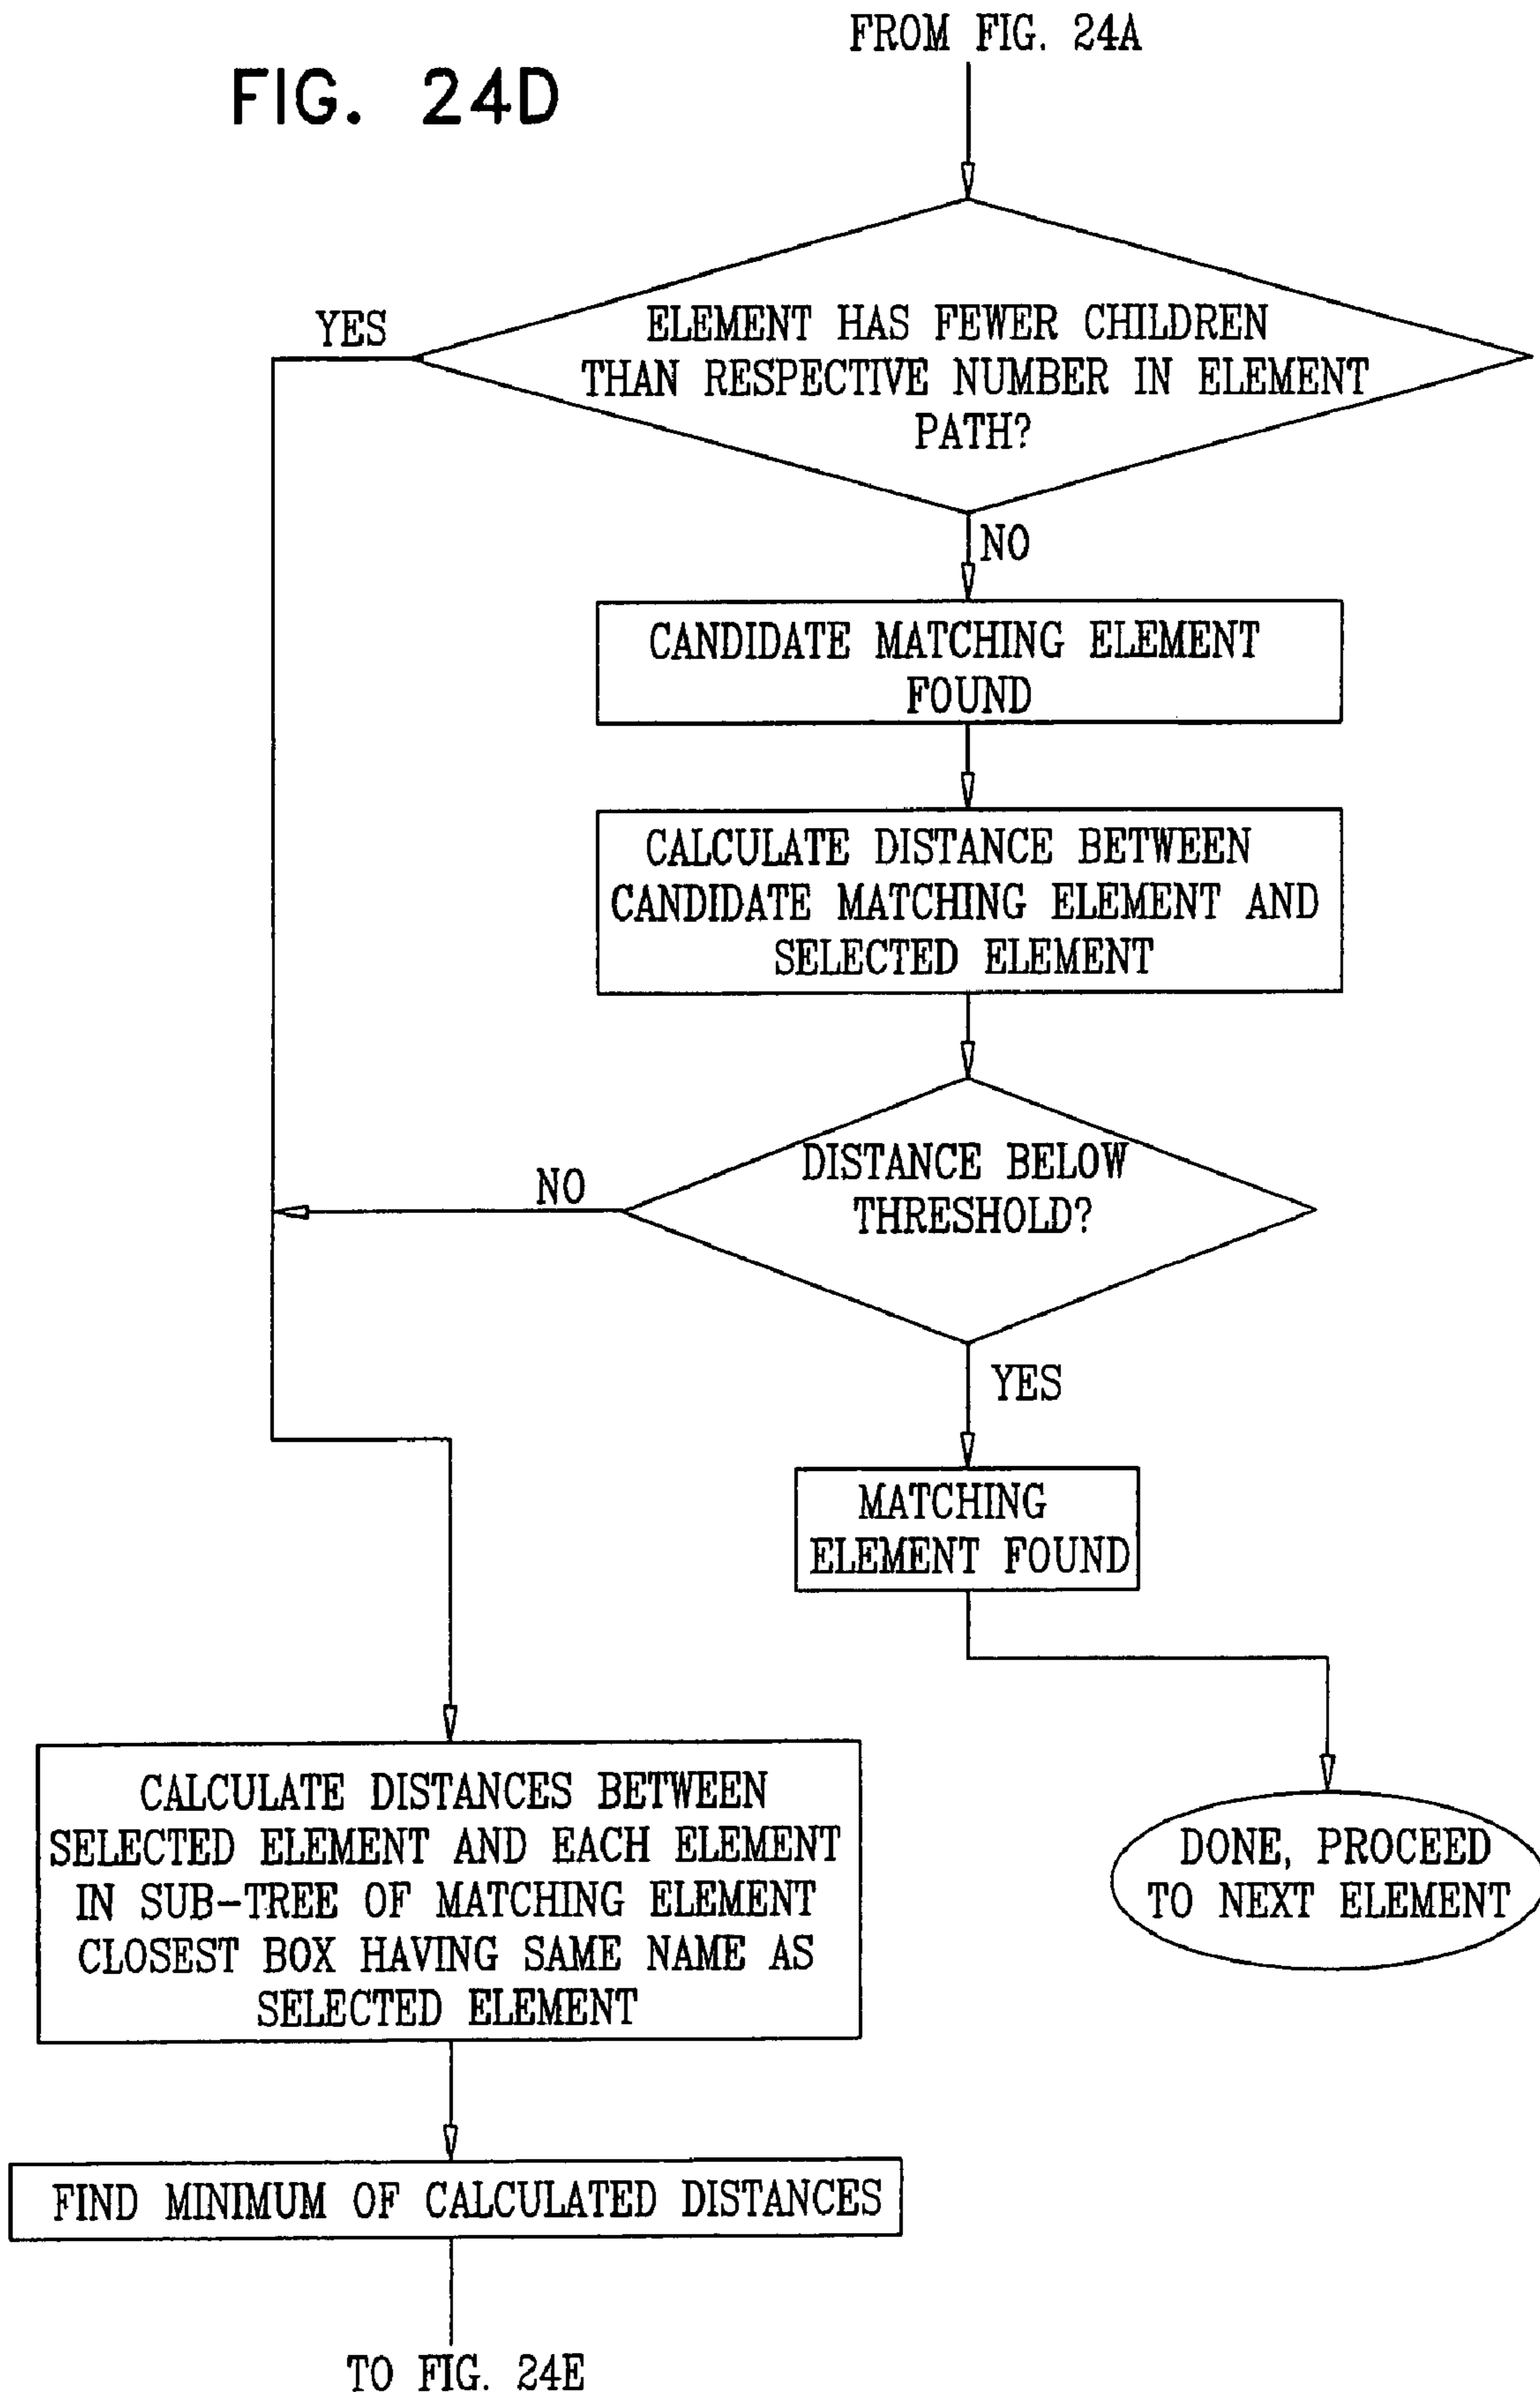 FROM FIG. 24A
FIG. 24D
ELEMENT HAS FEWER CHILDREN
THAN RESPECTIVE NUMBER IN ELEMENT
PATH?
YES
NO
CANDIDATE MATCHING ELEMENT
FOUND
CALCULATE DISTANCE BETWEEN
CANDIDATE MATCHING ELEMENT AND
SELECTED ELEMENT
DISTANCE BELOW
THRESHOLD?
NO
YES
MATCHING
ELEMENT FOUND
DONE, PROCEED
TO NEXT ELEMENT
CALCULATE DISTANCES BETWEEN
SELECTED ELEMENT AND EACH ELEMENT
IN SUB-TREE OF MATCHING ELEMENT
CLOSEST BOX HAVING SAME NAME AS
SELECTED ELEMENT
FIND MINIMUM OF CALCULATED DISTANCES
TO FIG. 24E